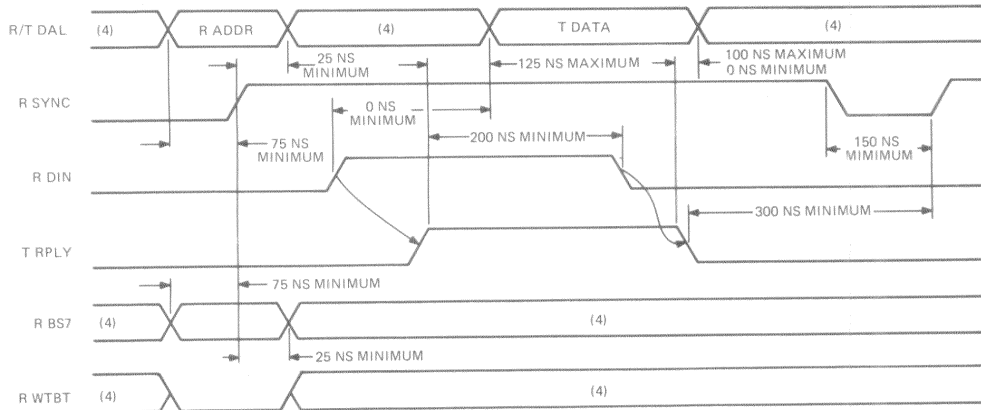 R/T DAL (4) R ADDR (4) T DATA (4)
25 NS MINIMUM
125 NS MAXIMUM
100 NS MAXIMUM
0 NS MINIMUM
R SYNC
0 NS MINIMUM
75 NS MINIMUM
200 NS MINIMUM
150 NS MIMIMUM
R DIN
300 NS MINIMUM
T RPLY
75 NS MINIMUM
R BS7 (4) (4)
25 NS MINIMUM
R WTBT (4) (4)